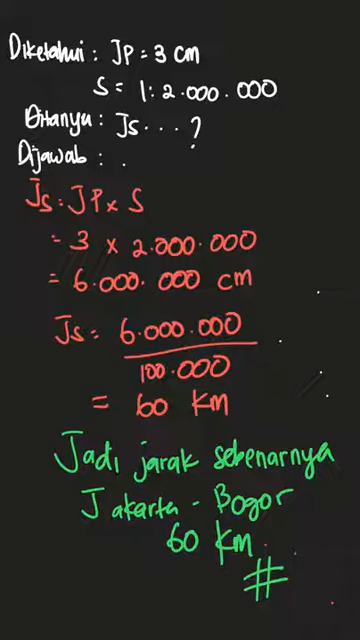 Diketahui : JP = 3 cm
S = 1 : 2.000.000
Ditanya : Js... ?
Dijawab : .
Js = JP x S
= 3 x 2.000.000
= 6.000.000 cm
Js = 6.000.000
100.000
= 60 KM
Jadi jarak sebenarnya
Jakarta - Bogor
60 KM.
#